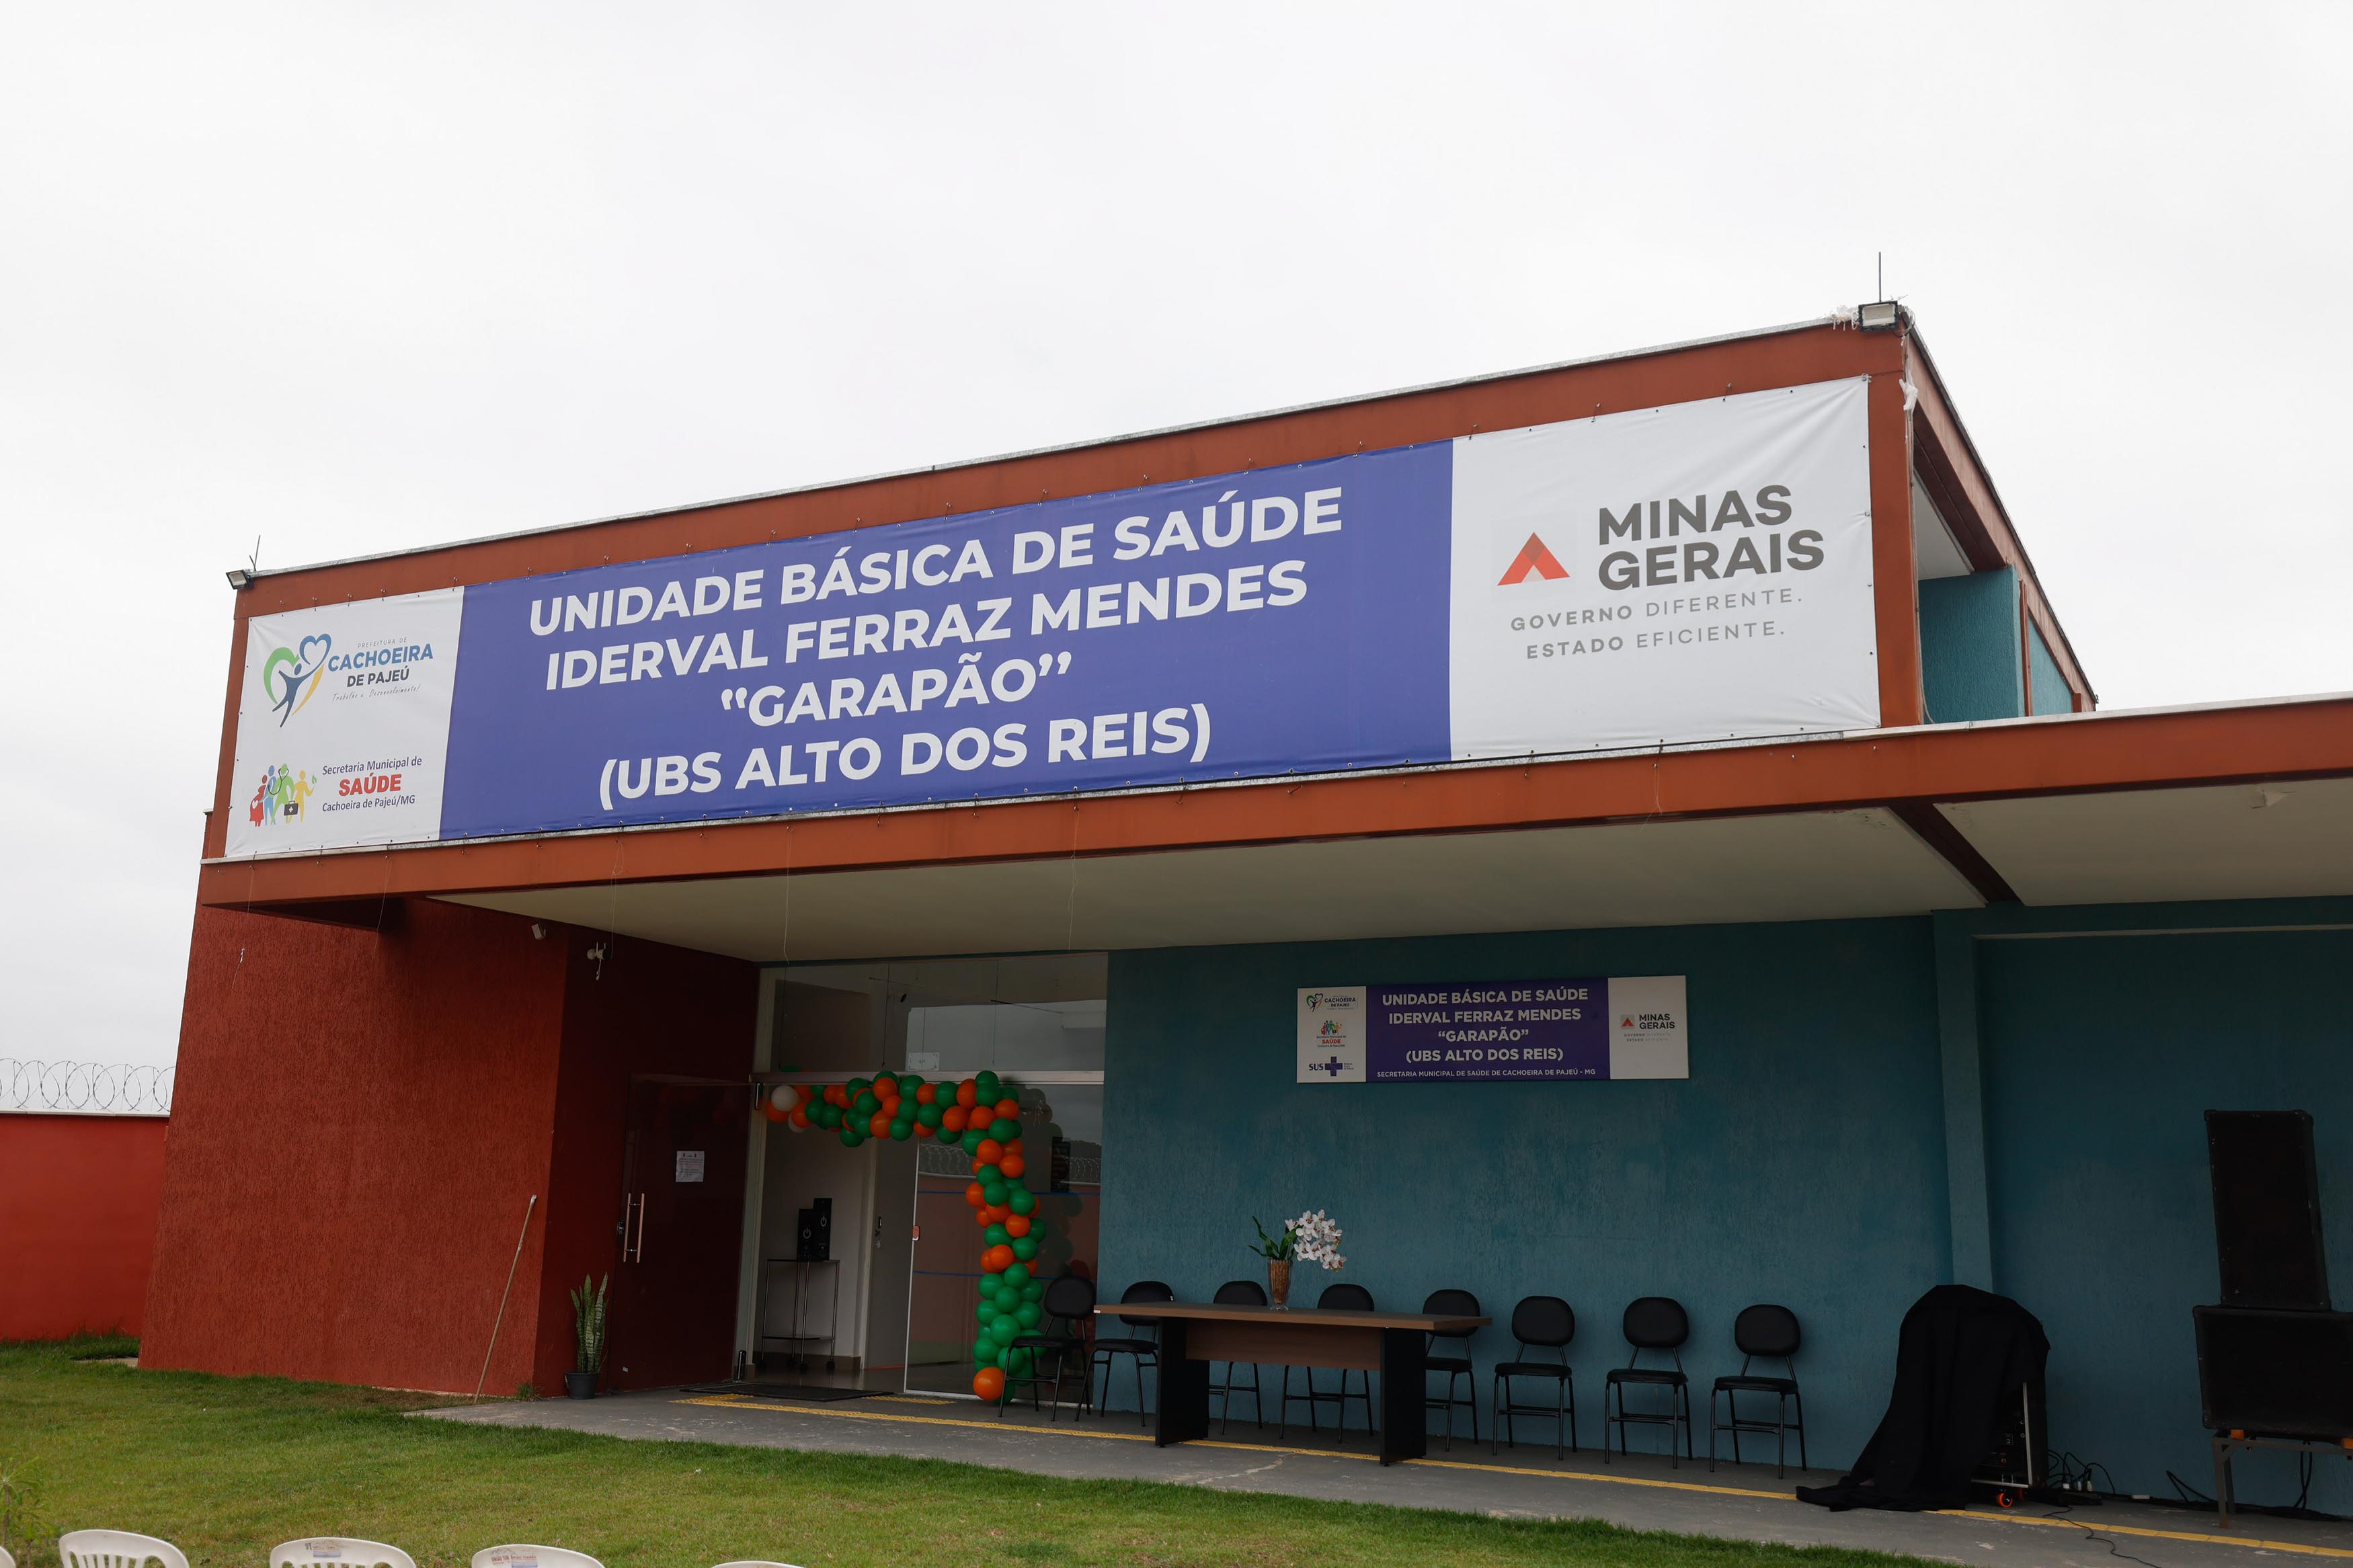 PREFEITURA DE
CACHOEIRA
DE PAJEÚ
Trabalho e Desenvolvimento!
Secretaria Municipal de
SAÚDE
Cachoeira de Pajeú/MG
UNIDADE BÁSICA DE SAÚDE
IDERVAL FERRAZ MENDES
“GARAPÃO”
(UBS ALTO DOS REIS)
MINAS
GERAIS
GOVERNO DIFERENTE.
ESTADO EFICIENTE.
CACHOEIRA
DE PAJEÚ
SAÚDE
SUS
UNIDADE BÁSICA DE SAÚDE
IDERVAL FERRAZ MENDES
“GARAPÃO”
(UBS ALTO DOS REIS)
SECRETARIA MUNICIPAL DE SAÚDE DE CACHOEIRA DE PAJEÚ - MG
MINAS
GERAIS